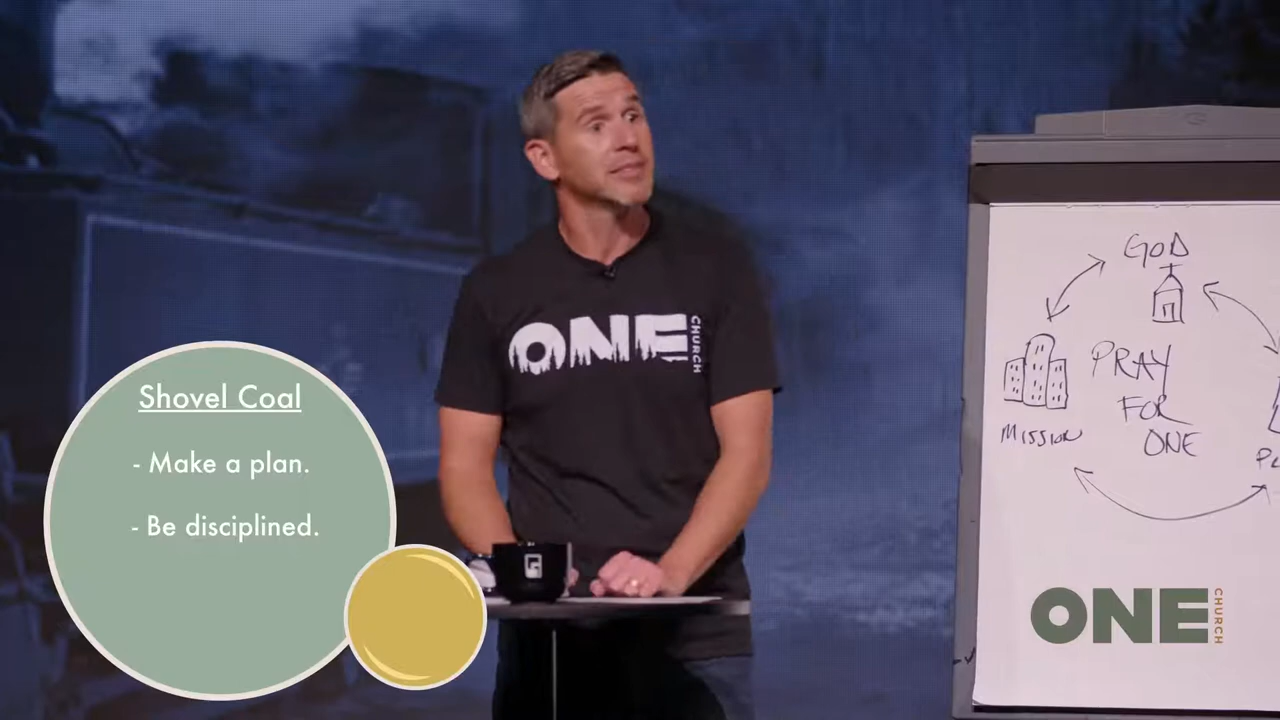 Shovel Coal
- Make a plan.
- Be disciplined.
ONE CHURCH
GOD
PRAY
FOR
ONE
MISSION
ONE CHURCH